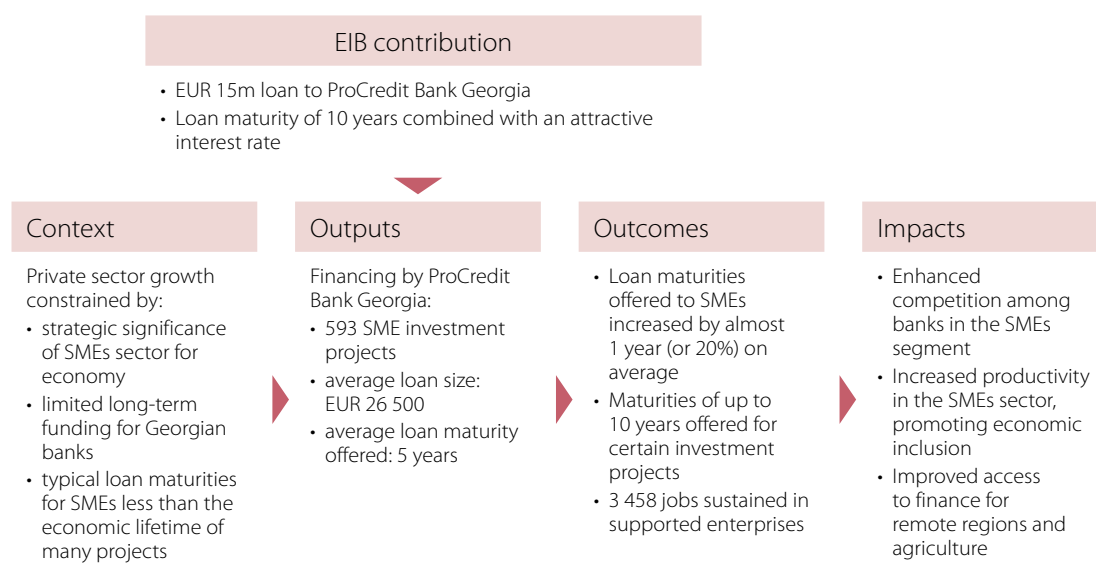 EIB contribution
• EUR 15m loan to ProCredit Bank Georgia
• Loan maturity of 10 years combined with an attractive
interest rate
Context
Private sector growth
constrained by:
• strategic significance
of SMEs sector for
economy
• limited long-term
funding for Georgian
banks
• typical loan maturities
for SMEs less than the
economic lifetime of
many projects
Outputs
Financing by ProCredit
Bank Georgia:
• 593 SME investment
projects
• average loan size:
EUR 26 500
• average loan maturity
offered: 5 years
Outcomes
• Loan maturities
offered to SMEs
increased by almost
1 year (or 20%) on
average
• Maturities of up to
10 years offered for
certain investment
projects
• 3 458 jobs sustained in
supported enterprises
Impacts
• Enhanced
competition among
banks in the SMEs
segment
• Increased productivity
in the SMEs sector,
promoting economic
inclusion
• Improved access
to finance for
remote regions and
agriculture